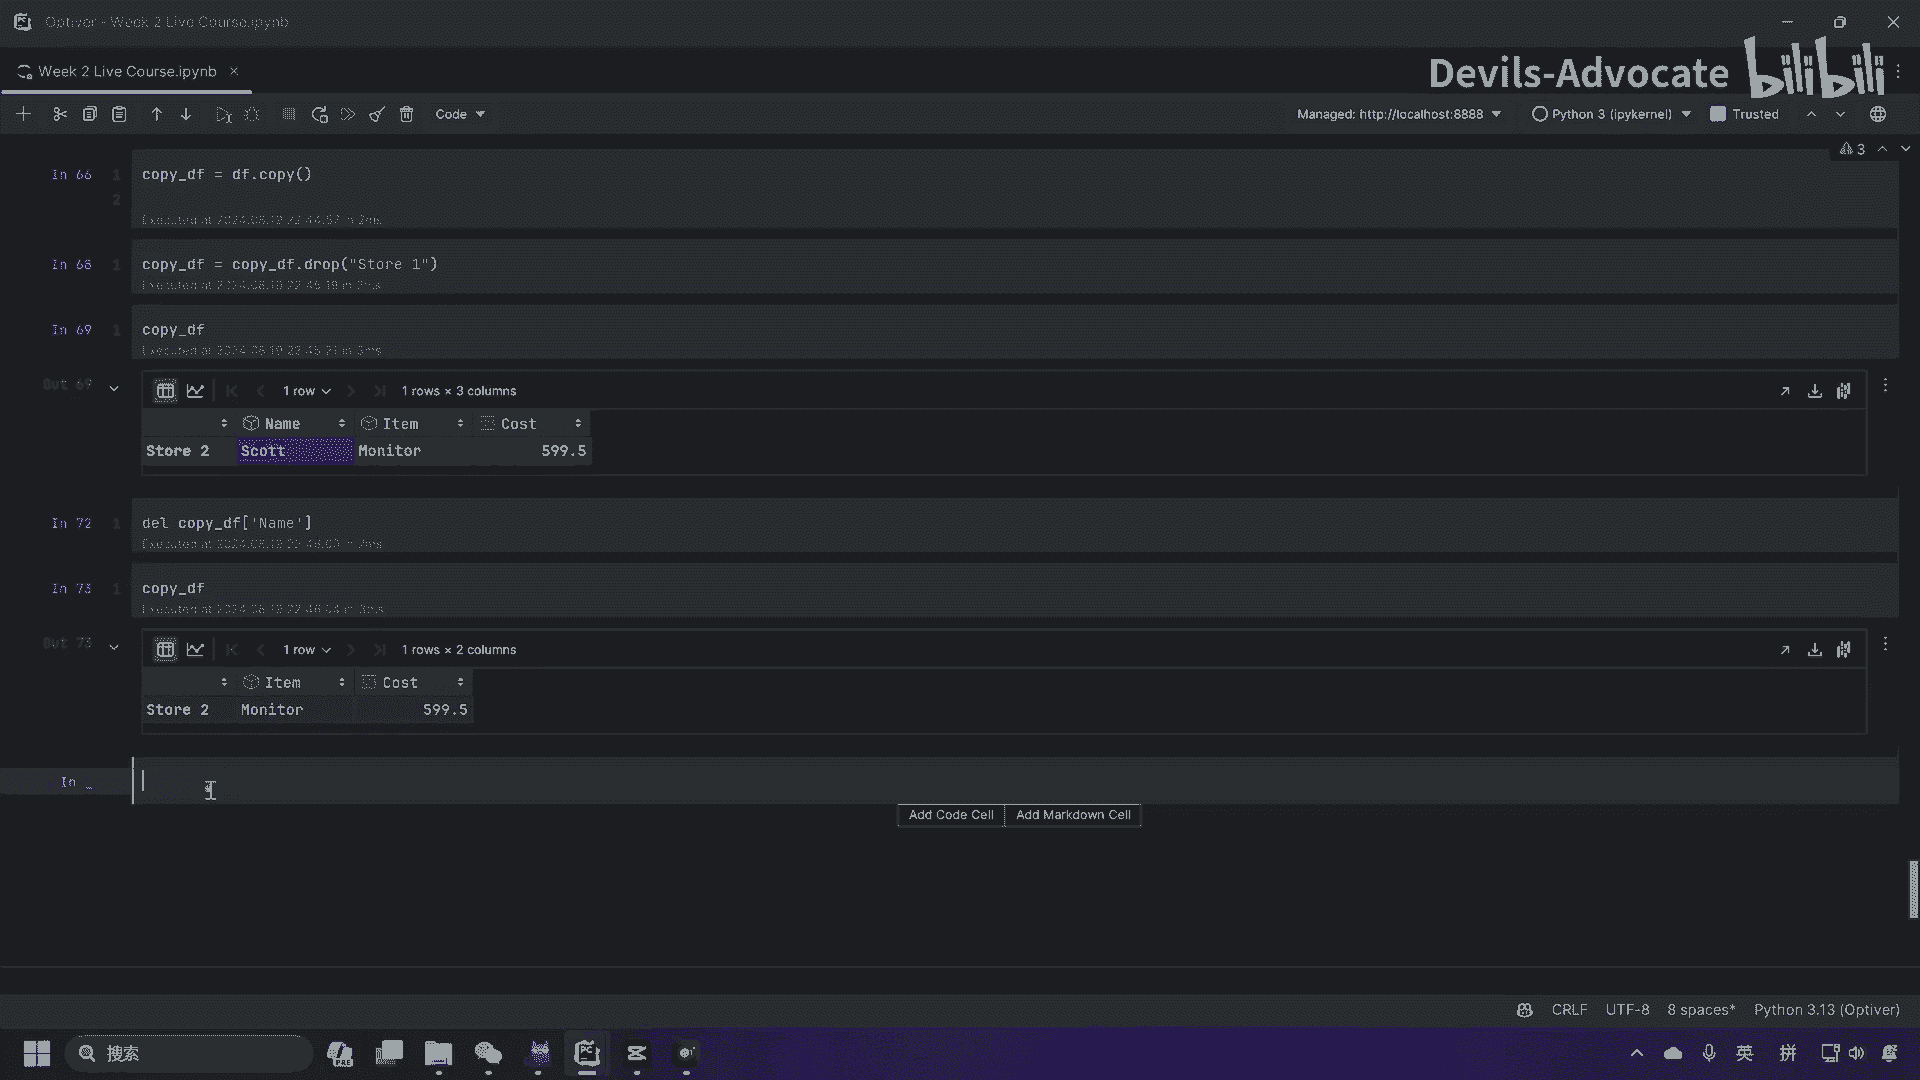 Optiver - Week 2 Live Course.ipynb
Week 2 Live Course.ipynb
Devils-Advocate bilibili
Code
Managed: http://localhost:8888
Python 3 (ipykernel)
Trusted
3
In 66
1
copy_df = df.copy()
2
In 68
1
copy_df = copy_df.drop("Store 1")
In 69
1
copy_df
Out 69
1 row
1 rows × 3 columns
Name Item Cost
Store 2 Scott Monitor 599.5
In 72
1
del copy_df['Name']
In 73
1
copy_df
Out 73
1 row
1 rows × 2 columns
Item Cost
Store 2 Monitor 599.5
In _
Add Code Cell
Add Markdown Cell
CRLF UTF-8 8 spaces* Python 3.13 (Optiver)
搜索
英
拼